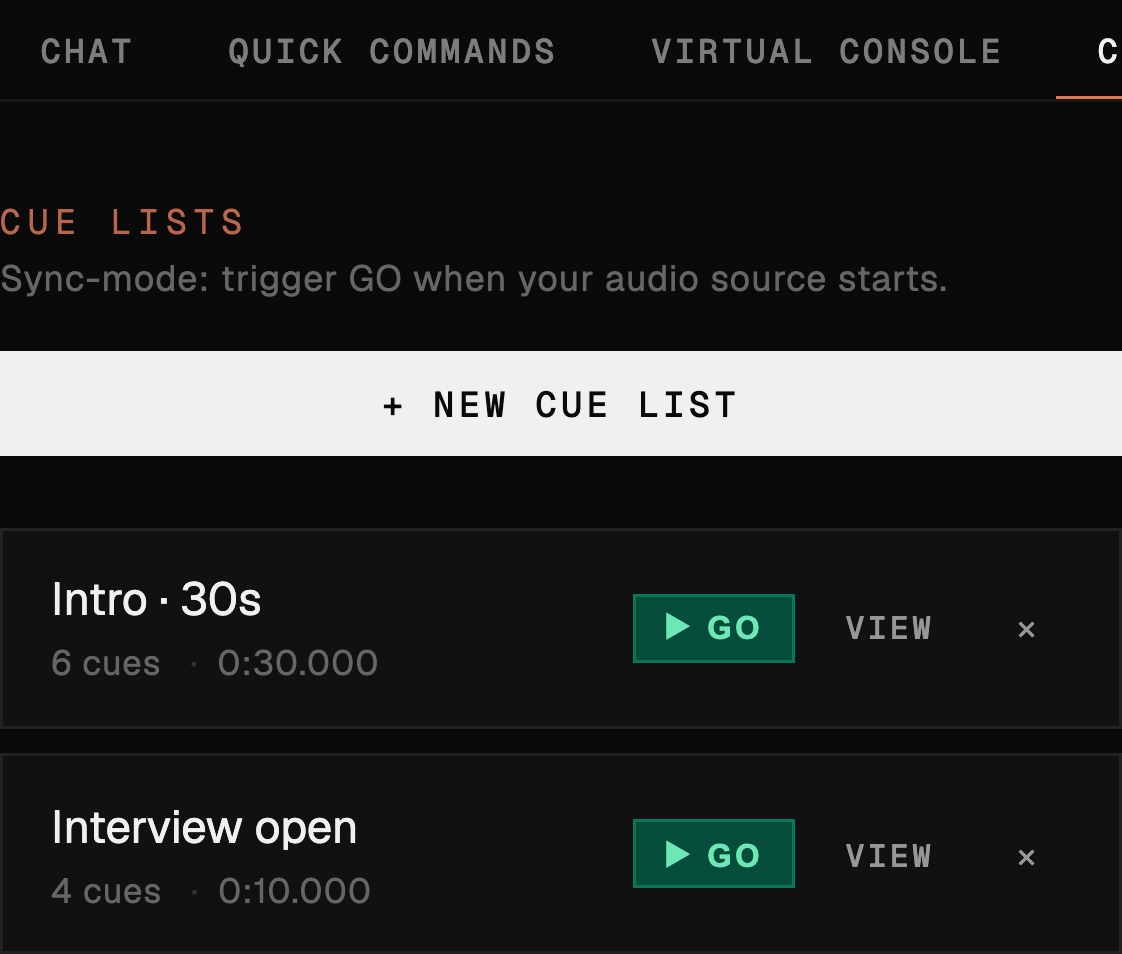 CHAT QUICK COMMANDS VIRTUAL CONSOLE C
CUE LISTS
Sync-mode: trigger GO when your audio source starts.
+ NEW CUE LIST
Intro · 30s
6 cues · 0:30.000
▶ GO VIEW ×
Interview open
4 cues · 0:10.000
▶ GO VIEW ×